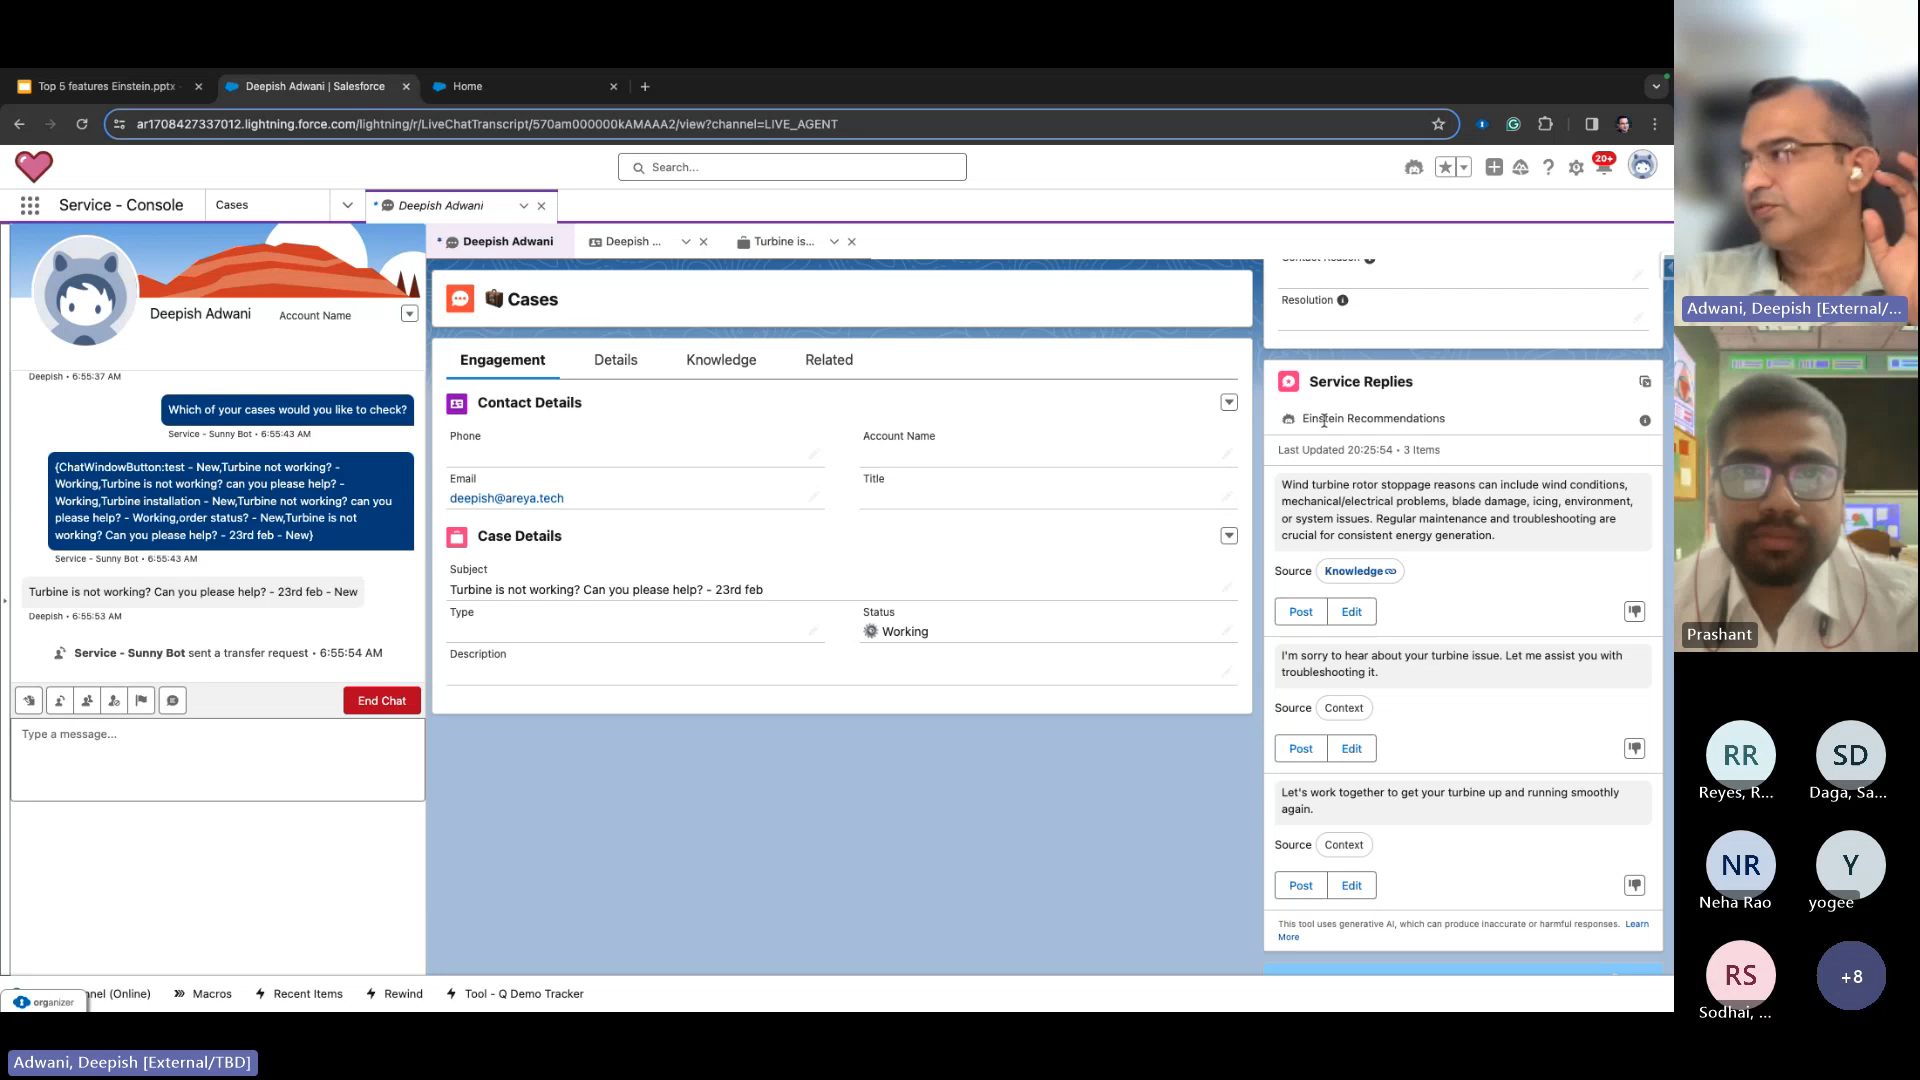 Top 5 features Einstein.pptx
Deepish Adwani | Salesforce
Home
ar1708427337012.lightning.force.com/lightning/r/LiveChatTranscript/570am000000kAMAAA2/view?channel=LIVE_AGENT
Search...
20+
Service - Console
Cases
* Deepish Adwani
* Deepish Adwani
Deepish ...
Turbine is...
Deepish Adwani
Account Name
Deepish • 6:55:37 AM
Which of your cases would you like to check?
Service - Sunny Bot • 6:55:43 AM
{ChatWindowButton:test - New,Turbine not working? -
Working,Turbine is not working? can you please help? -
Working,Turbine installation - New,Turbine not working? can you
please help? - Working,order status? - New,Turbine is not
working? Can you please help? - 23rd feb - New}
Service - Sunny Bot • 6:55:43 AM
Turbine is not working? Can you please help? - 23rd feb - New
Deepish • 6:55:53 AM
Service - Sunny Bot sent a transfer request • 6:55:54 AM
End Chat
Type a message...
Cases
Engagement
Details
Knowledge
Related
Contact Details
Phone
Account Name
Email
deepish@areya.tech
Title
Case Details
Subject
Turbine is not working? Can you please help? - 23rd feb
Type
Status
Working
Description
Contact Reason
Resolution
Service Replies
Einstein Recommendations
Last Updated 20:25:54 • 3 Items
Wind turbine rotor stoppage reasons can include wind conditions,
mechanical/electrical problems, blade damage, icing, environment,
or system issues. Regular maintenance and troubleshooting are
crucial for consistent energy generation.
Source Knowledge
Post
Edit
I'm sorry to hear about your turbine issue. Let me assist you with
troubleshooting it.
Source Context
Post
Edit
Let's work together to get your turbine up and running smoothly
again.
Source Context
Post
Edit
This tool uses generative AI, which can produce inaccurate or harmful responses. Learn
More
(Online)
Macros
Recent Items
Rewind
Tool - Q Demo Tracker
organizer
Adwani, Deepish [External/TBD]
Adwani, Deepish [External/...
Prashant
RR
Reyes, R...
SD
Daga, Sa...
NR
Neha Rao
Y
yogee
RS
Sodhai, ...
+8